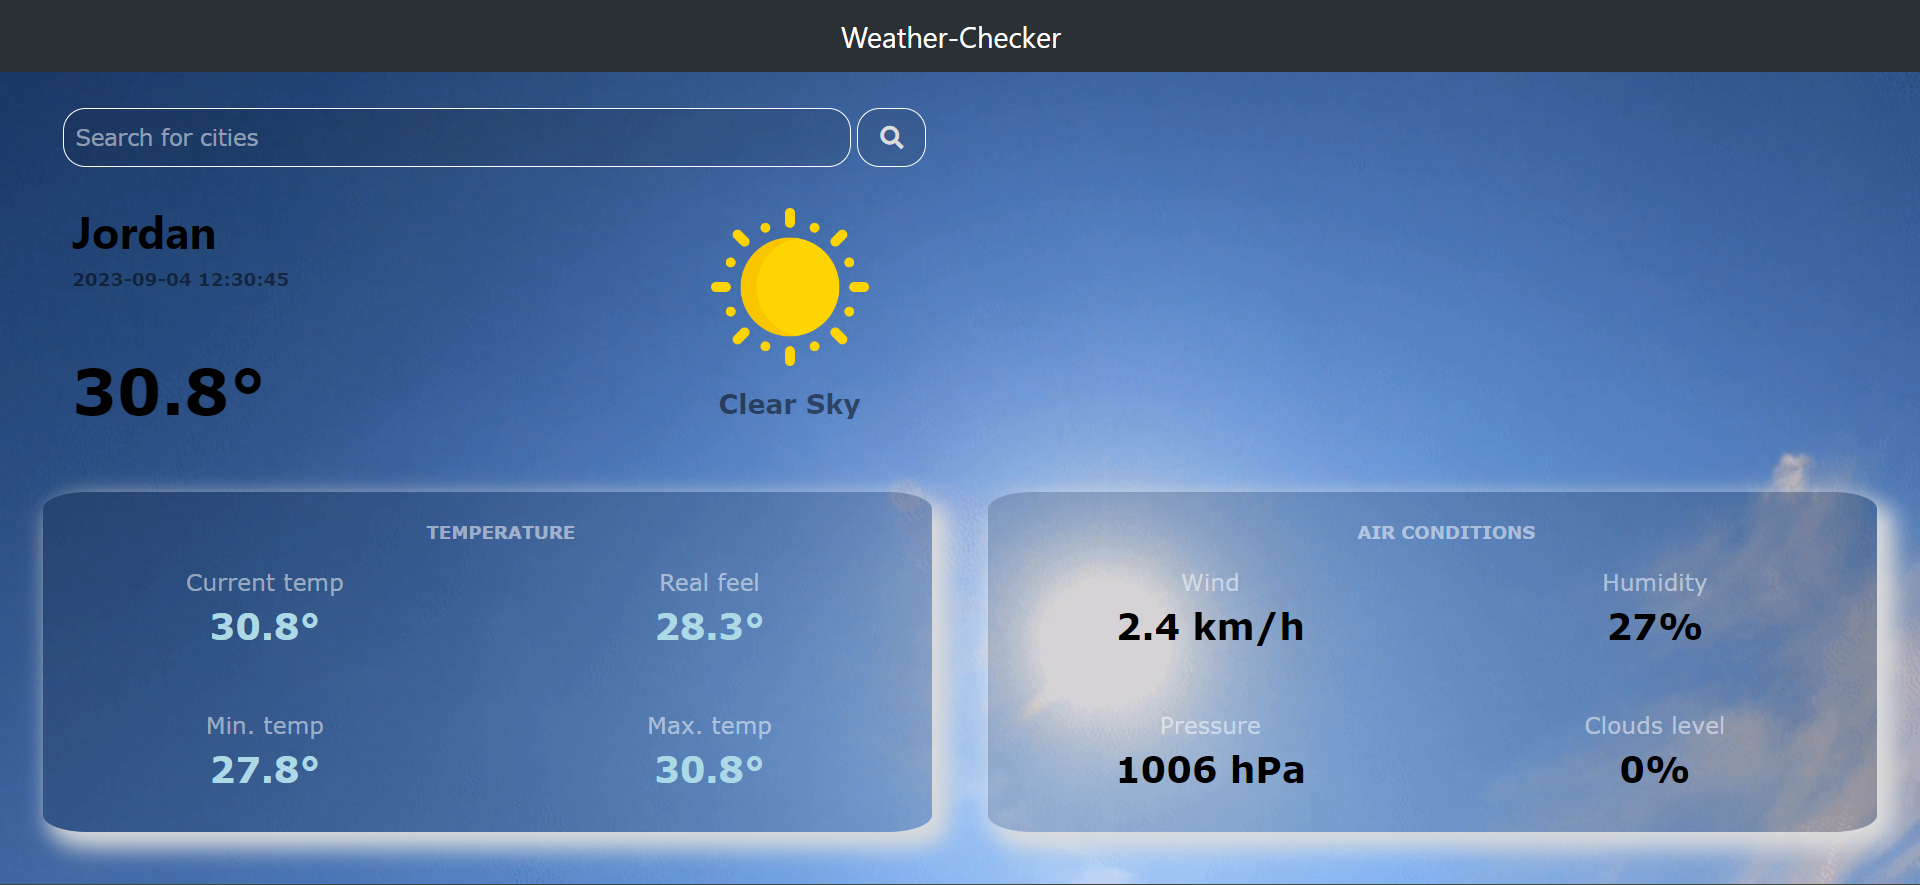 Weather-Checker
Search for cities
Jordan
2023-09-04 12:30:45
30.8°
Clear Sky
TEMPERATURE
Current temp
30.8°
Real feel
28.3°
Min. temp
27.8°
Max. temp
30.8°
AIR CONDITIONS
Wind
2.4 km/h
Humidity
27%
Pressure
1006 hPa
Clouds level
0%